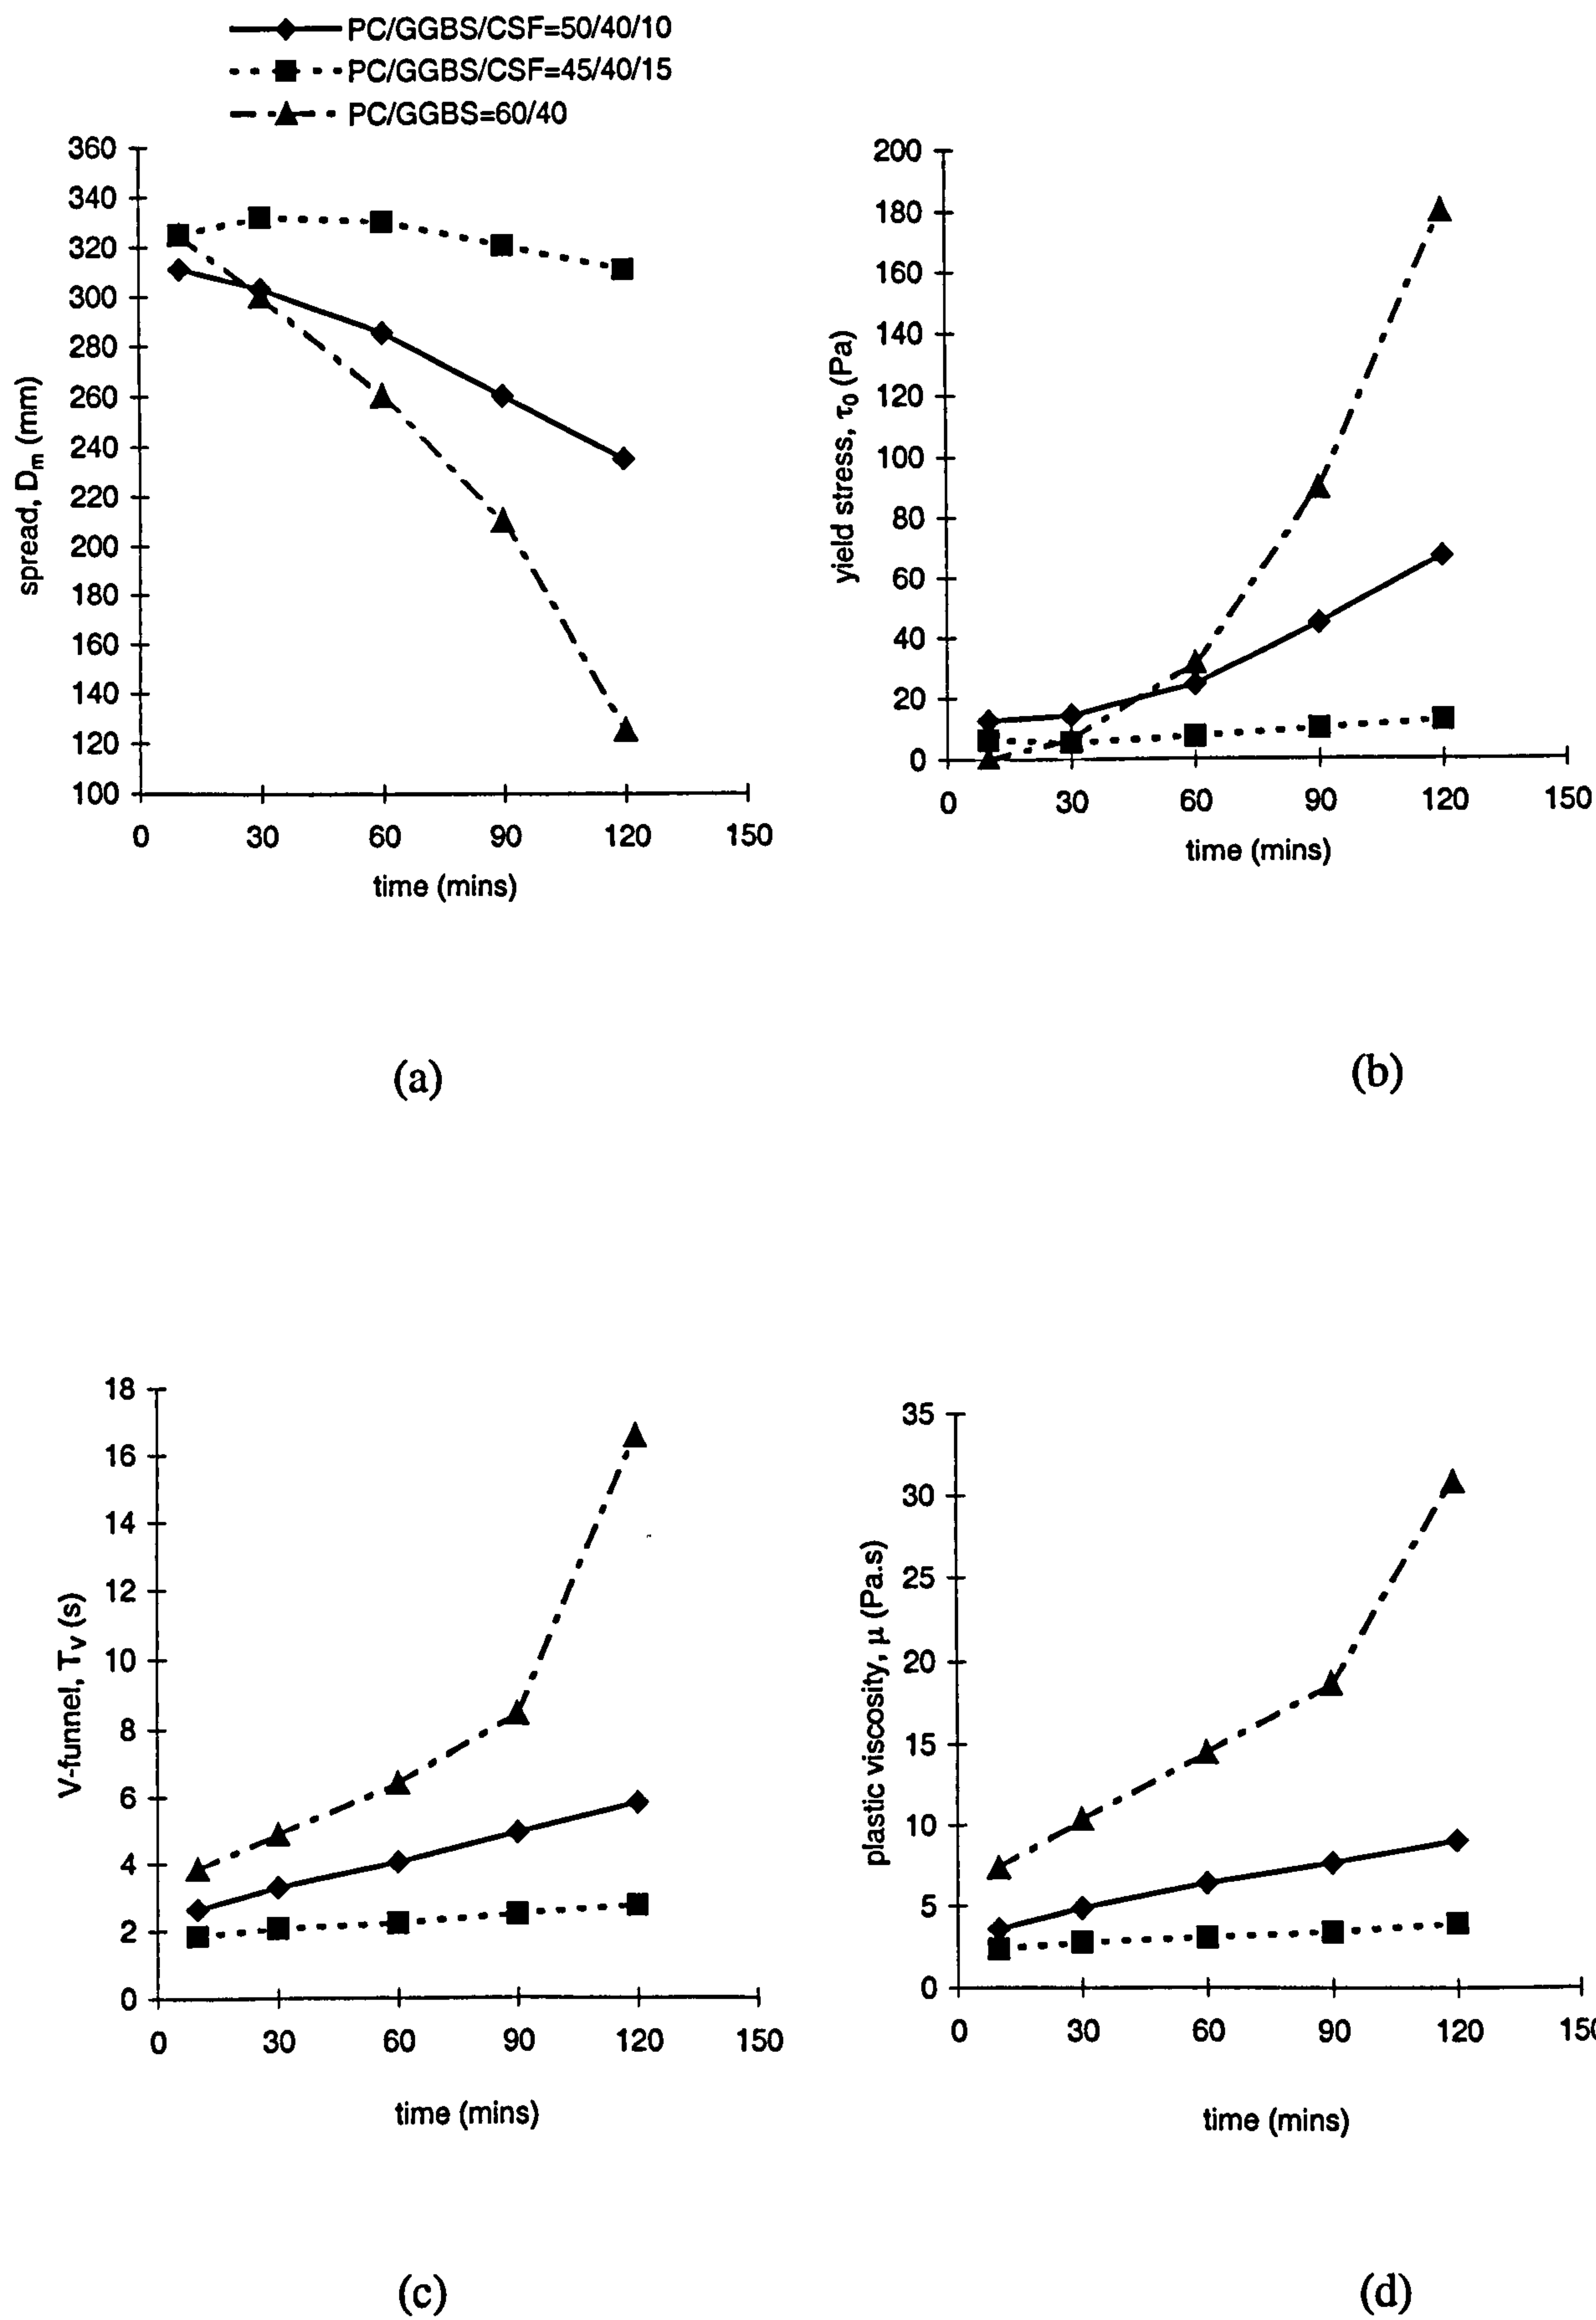 PC/GGBS/CSF=50/40/10
PC/GGBS/CSF=45/40/15
PC/GGBS=60/40
360
340
320
300
280
260
240
220
200
180
160
140
120
100
spread, Dm (mm)
0 30 60 90 120 150
time (mins)
(a)
200
180
160
140
120
100
80
60
40
20
0
yield stress, τ0 (Pa)
0 30 60 90 120 150
time (mins)
(b)
18
16
14
12
10
8
6
4
2
0
V-funnel, Tv (s)
0 30 60 90 120 150
time (mins)
(c)
35
30
25
20
15
10
5
0
plastic viscosity, μ (Pa.s)
0 30 60 90 120 150
time (mins)
(d)